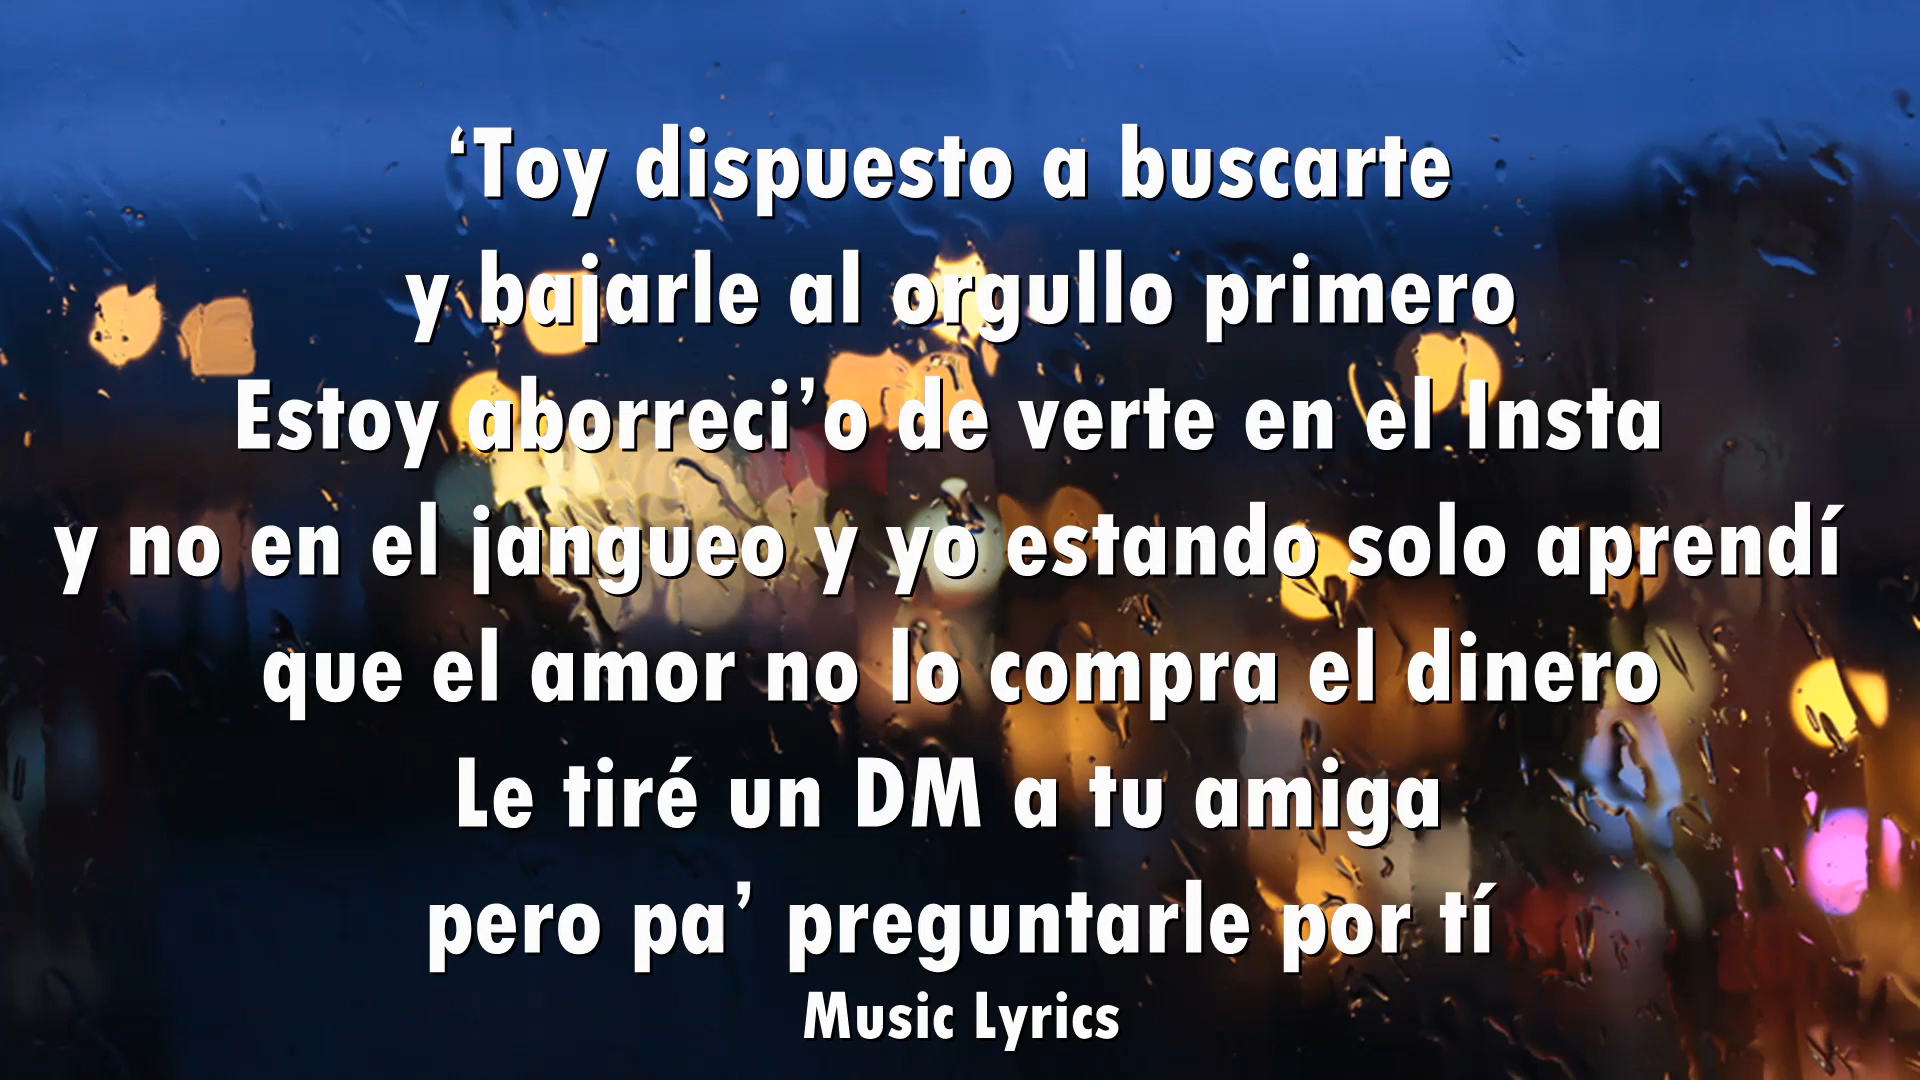 ‘Toy dispuesto a buscarte
y bajarle al orgullo primero
Estoy aborreci’o de verte en el Insta
y no en el jangueo y yo estando solo aprendí
que el amor no lo compra el dinero
Le tiré un DM a tu amiga
pero pa’ preguntarle por tí
Music Lyrics